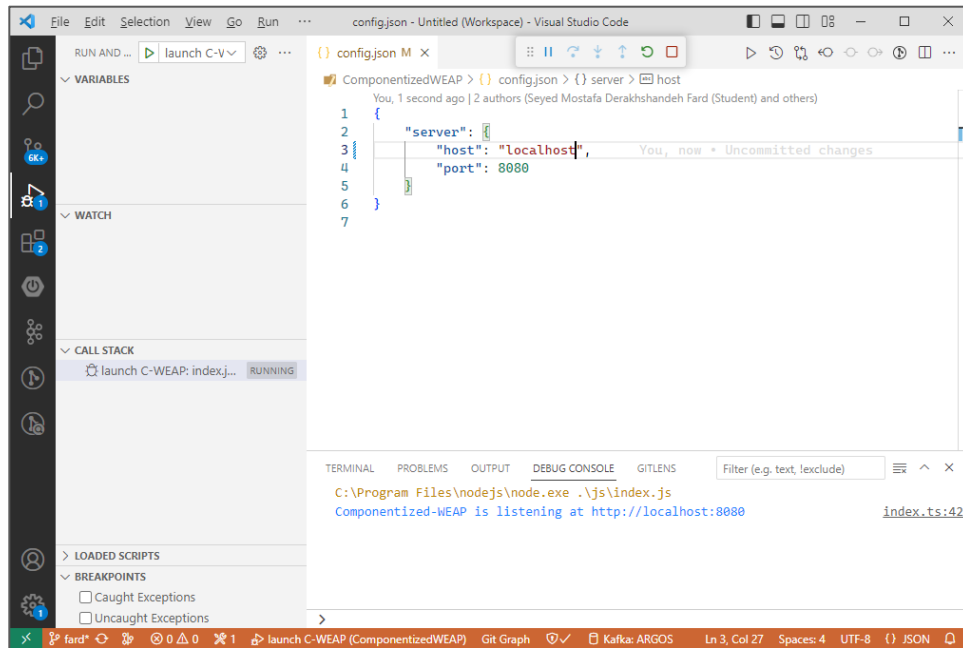 File Edit Selection View Go Run ··· config.json - Untitled (Workspace) - Visual Studio Code
RUN AND ... launch C-V ···
config.json M
VARIABLES
ComponentizedWEAP > {} config.json > {} server > host
You, 1 second ago | 2 authors (Seyed Mostafa Derakhshandeh Fard (Student) and others)
1 {
2 "server": {
3 "host": "localhost", You, now • Uncommitted changes
4 "port": 8080
5 }
6 }
7
6K+
1
2
WATCH
CALL STACK
launch C-WEAP: index.j... RUNNING
TERMINAL PROBLEMS OUTPUT DEBUG CONSOLE GITLENS Filter (e.g. text, !exclude)
C:\Program Files\nodejs\node.exe .\js\index.js
Componentized-WEAP is listening at http://localhost:8080 index.ts:42
LOADED SCRIPTS
BREAKPOINTS
Caught Exceptions
Uncaught Exceptions
1
>
fard* 0 0 1 launch C-WEAP (ComponentizedWEAP) Git Graph Kafka: ARGOS Ln 3, Col 27 Spaces: 4 UTF-8 {} JSON